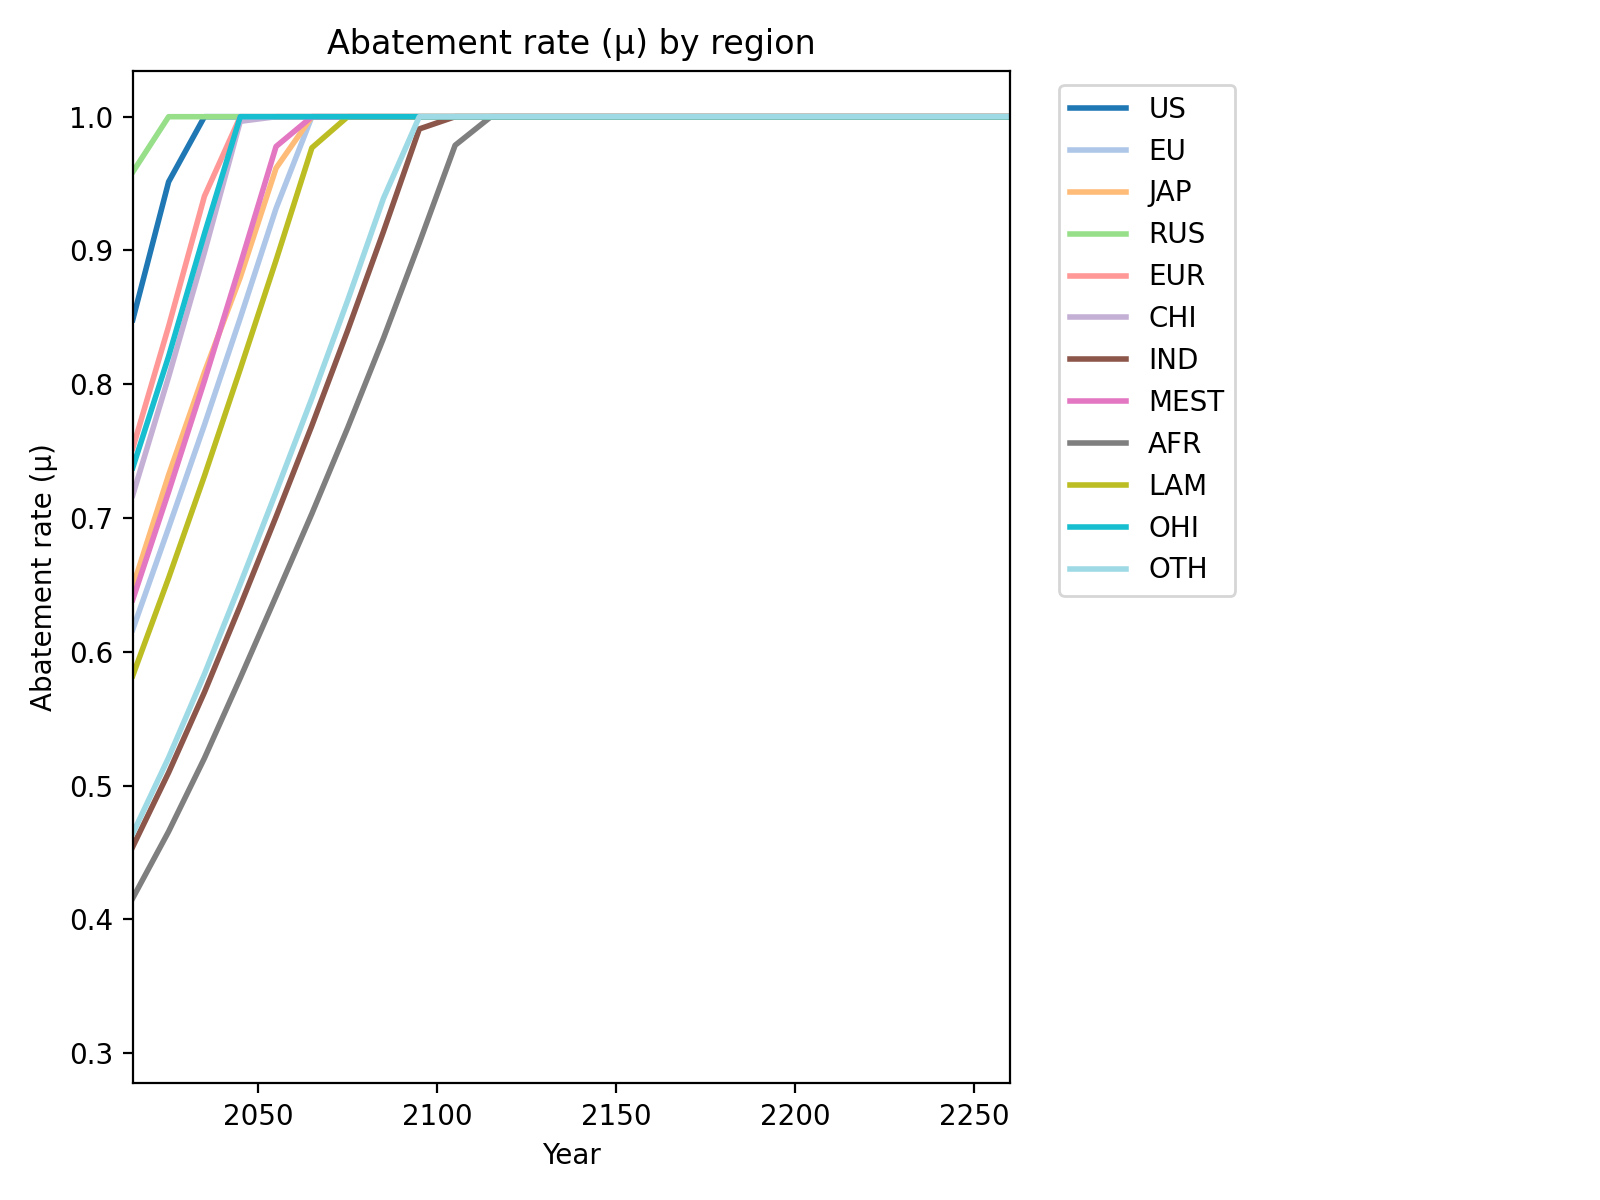 Abatement rate (μ) by region
1.0
0.9
0.8
0.7
0.6
0.5
0.4
0.3
Abatement rate (μ)
2050 2100 2150 2200 2250
Year
US
EU
JAP
RUS
EUR
CHI
IND
MEST
AFR
LAM
OHI
OTH